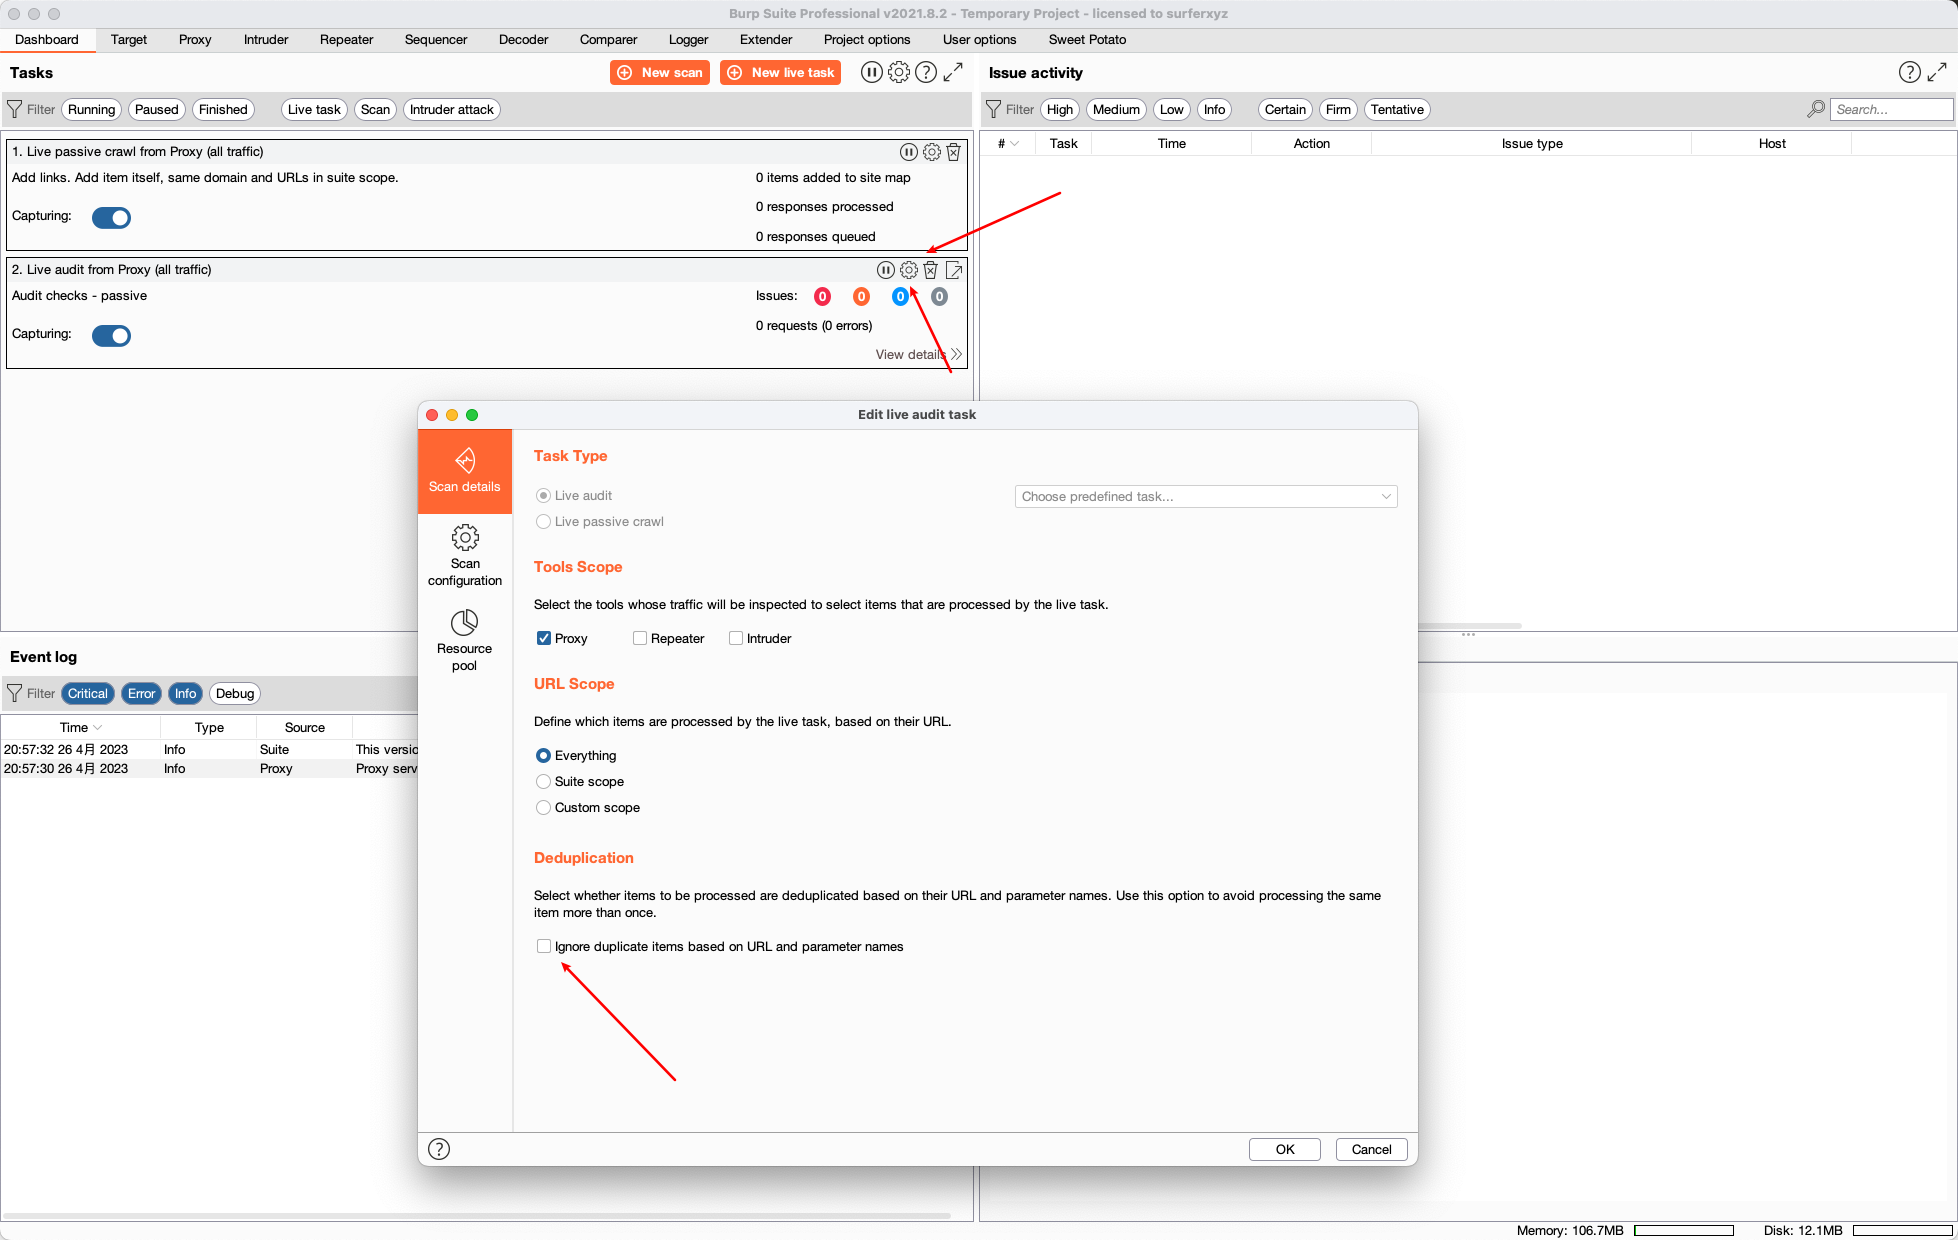 Burp Suite Professional v2021.8.2 - Temporary Project - licensed to surferxyz
Dashboard Target Proxy Intruder Repeater Sequencer Decoder Comparer Logger Extender Project options User options Sweet Potato
Tasks
New scan New live task
Filter Running Paused Finished Live task Scan Intruder attack
1. Live passive crawl from Proxy (all traffic)
Add links. Add item itself, same domain and URLs in suite scope.
0 items added to site map
0 responses processed
Capturing:
0 responses queued
2. Live audit from Proxy (all traffic)
Audit checks - passive
Issues: 0 0 0 0
0 requests (0 errors)
Capturing:
View details
Issue activity
Filter High Medium Low Info Certain Firm Tentative Search...
# Task Time Action Issue type Host
Event log
Filter Critical Error Info Debug
Time Type Source
20:57:32 26 4月 2023 Info Suite This versio
20:57:30 26 4月 2023 Info Proxy Proxy serv
Edit live audit task
Scan details
Scan
configuration
Resource
pool
Task Type
Live audit
Choose predefined task...
Live passive crawl
Tools Scope
Select the tools whose traffic will be inspected to select items that are processed by the live task.
Proxy Repeater Intruder
URL Scope
Define which items are processed by the live task, based on their URL.
Everything
Suite scope
Custom scope
Deduplication
Select whether items to be processed are deduplicated based on their URL and parameter names. Use this option to avoid processing the same
item more than once.
Ignore duplicate items based on URL and parameter names
? OK Cancel
Memory: 106.7MB Disk: 12.1MB